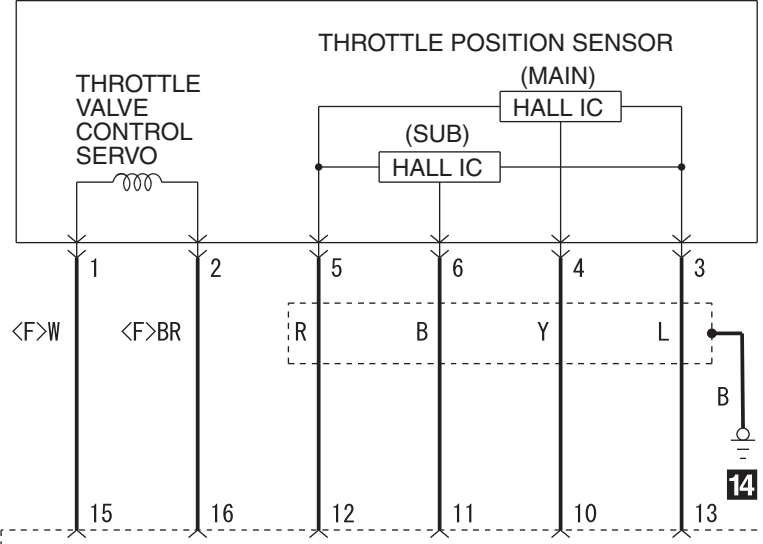 THROTTLE POSITION SENSOR
(MAIN)
HALL IC
THROTTLE
VALVE
CONTROL
SERVO
(SUB)
HALL IC
1 2 5 6 4 3
<F>W <F>BR R B Y L
B
14
15 16 12 11 10 13